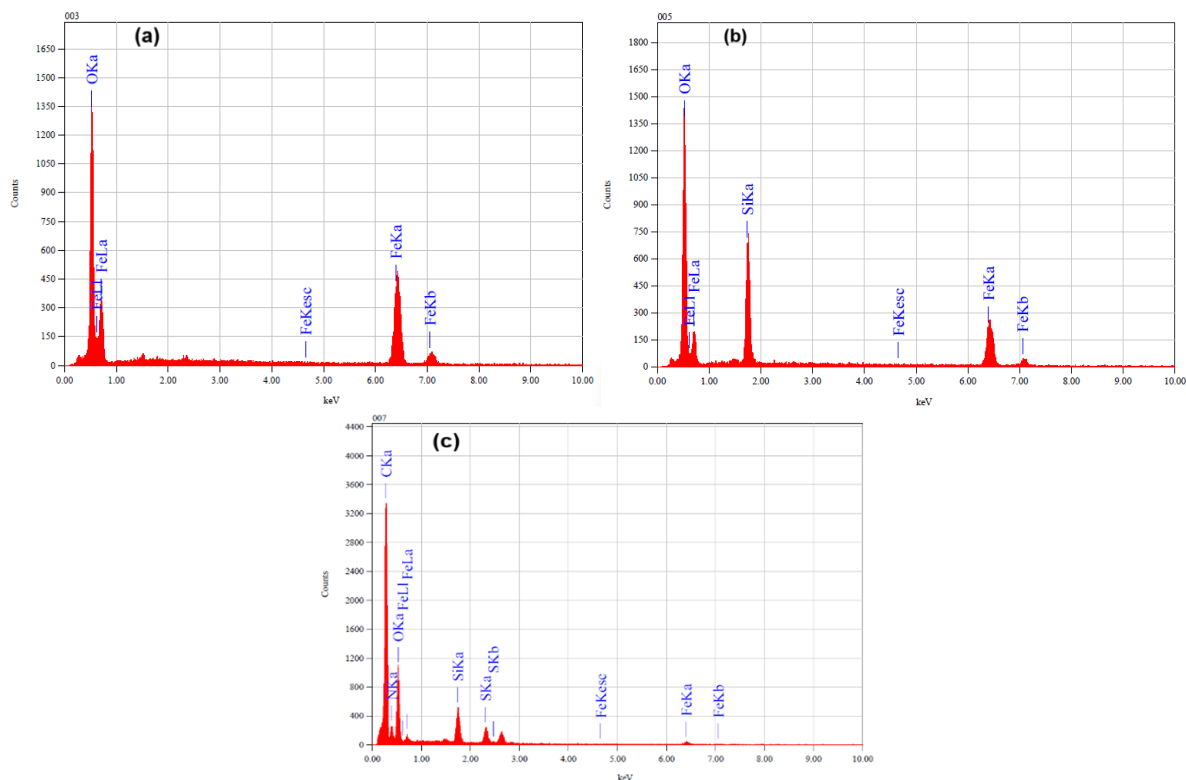 003
(a)
Counts
1650
1500
1350
1200
1050
900
750
600
450
300
150
0
OKa
FeLl
FeLa
FeKesc
FeKa
FeKb
0.00 1.00 2.00 3.00 4.00 5.00 6.00 7.00 8.00 9.00 10.00
keV
005
(b)
Counts
1800
1650
1500
1350
1200
1050
900
750
600
450
300
150
0
OKa
FeLl
FeLa
SiKa
FeKesc
FeKa
FeKb
0.00 1.00 2.00 3.00 4.00 5.00 6.00 7.00 8.00 9.00 10.00
keV
007
(c)
Counts
4400
4000
3600
3200
2800
2400
2000
1600
1200
800
400
0
CKa
NKa
OKa
FeLl
FeLa
SiKa
SKa
SKb
FeKesc
FeKa
FeKb
0.00 1.00 2.00 3.00 4.00 5.00 6.00 7.00 8.00 9.00 10.00
keV